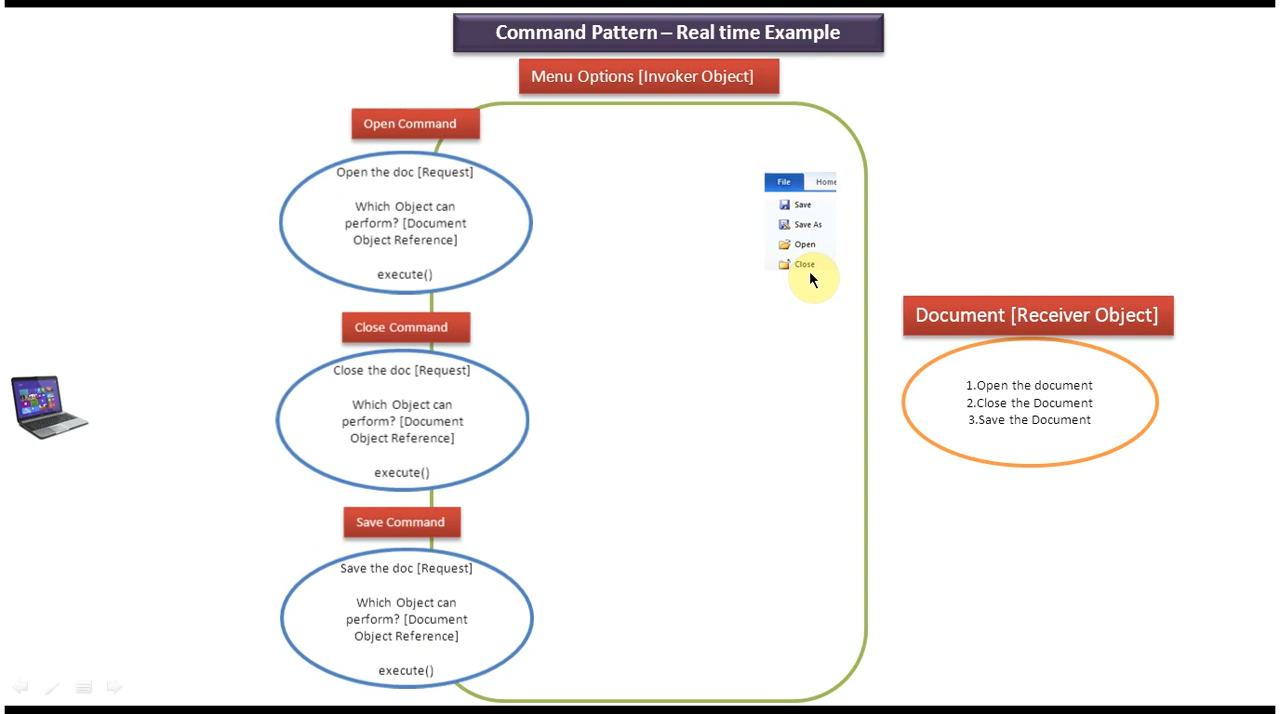 Command Pattern – Real time Example
Menu Options [Invoker Object]
Open Command
Open the doc [Request]
Which Object can
perform? [Document
Object Reference]
execute()
Close Command
Close the doc [Request]
Which Object can
perform? [Document
Object Reference]
execute()
Save Command
Save the doc [Request]
Which Object can
perform? [Document
Object Reference]
execute()
File Home
Save
Save As
Open
Close
Document [Receiver Object]
1.Open the document
2.Close the Document
3.Save the Document